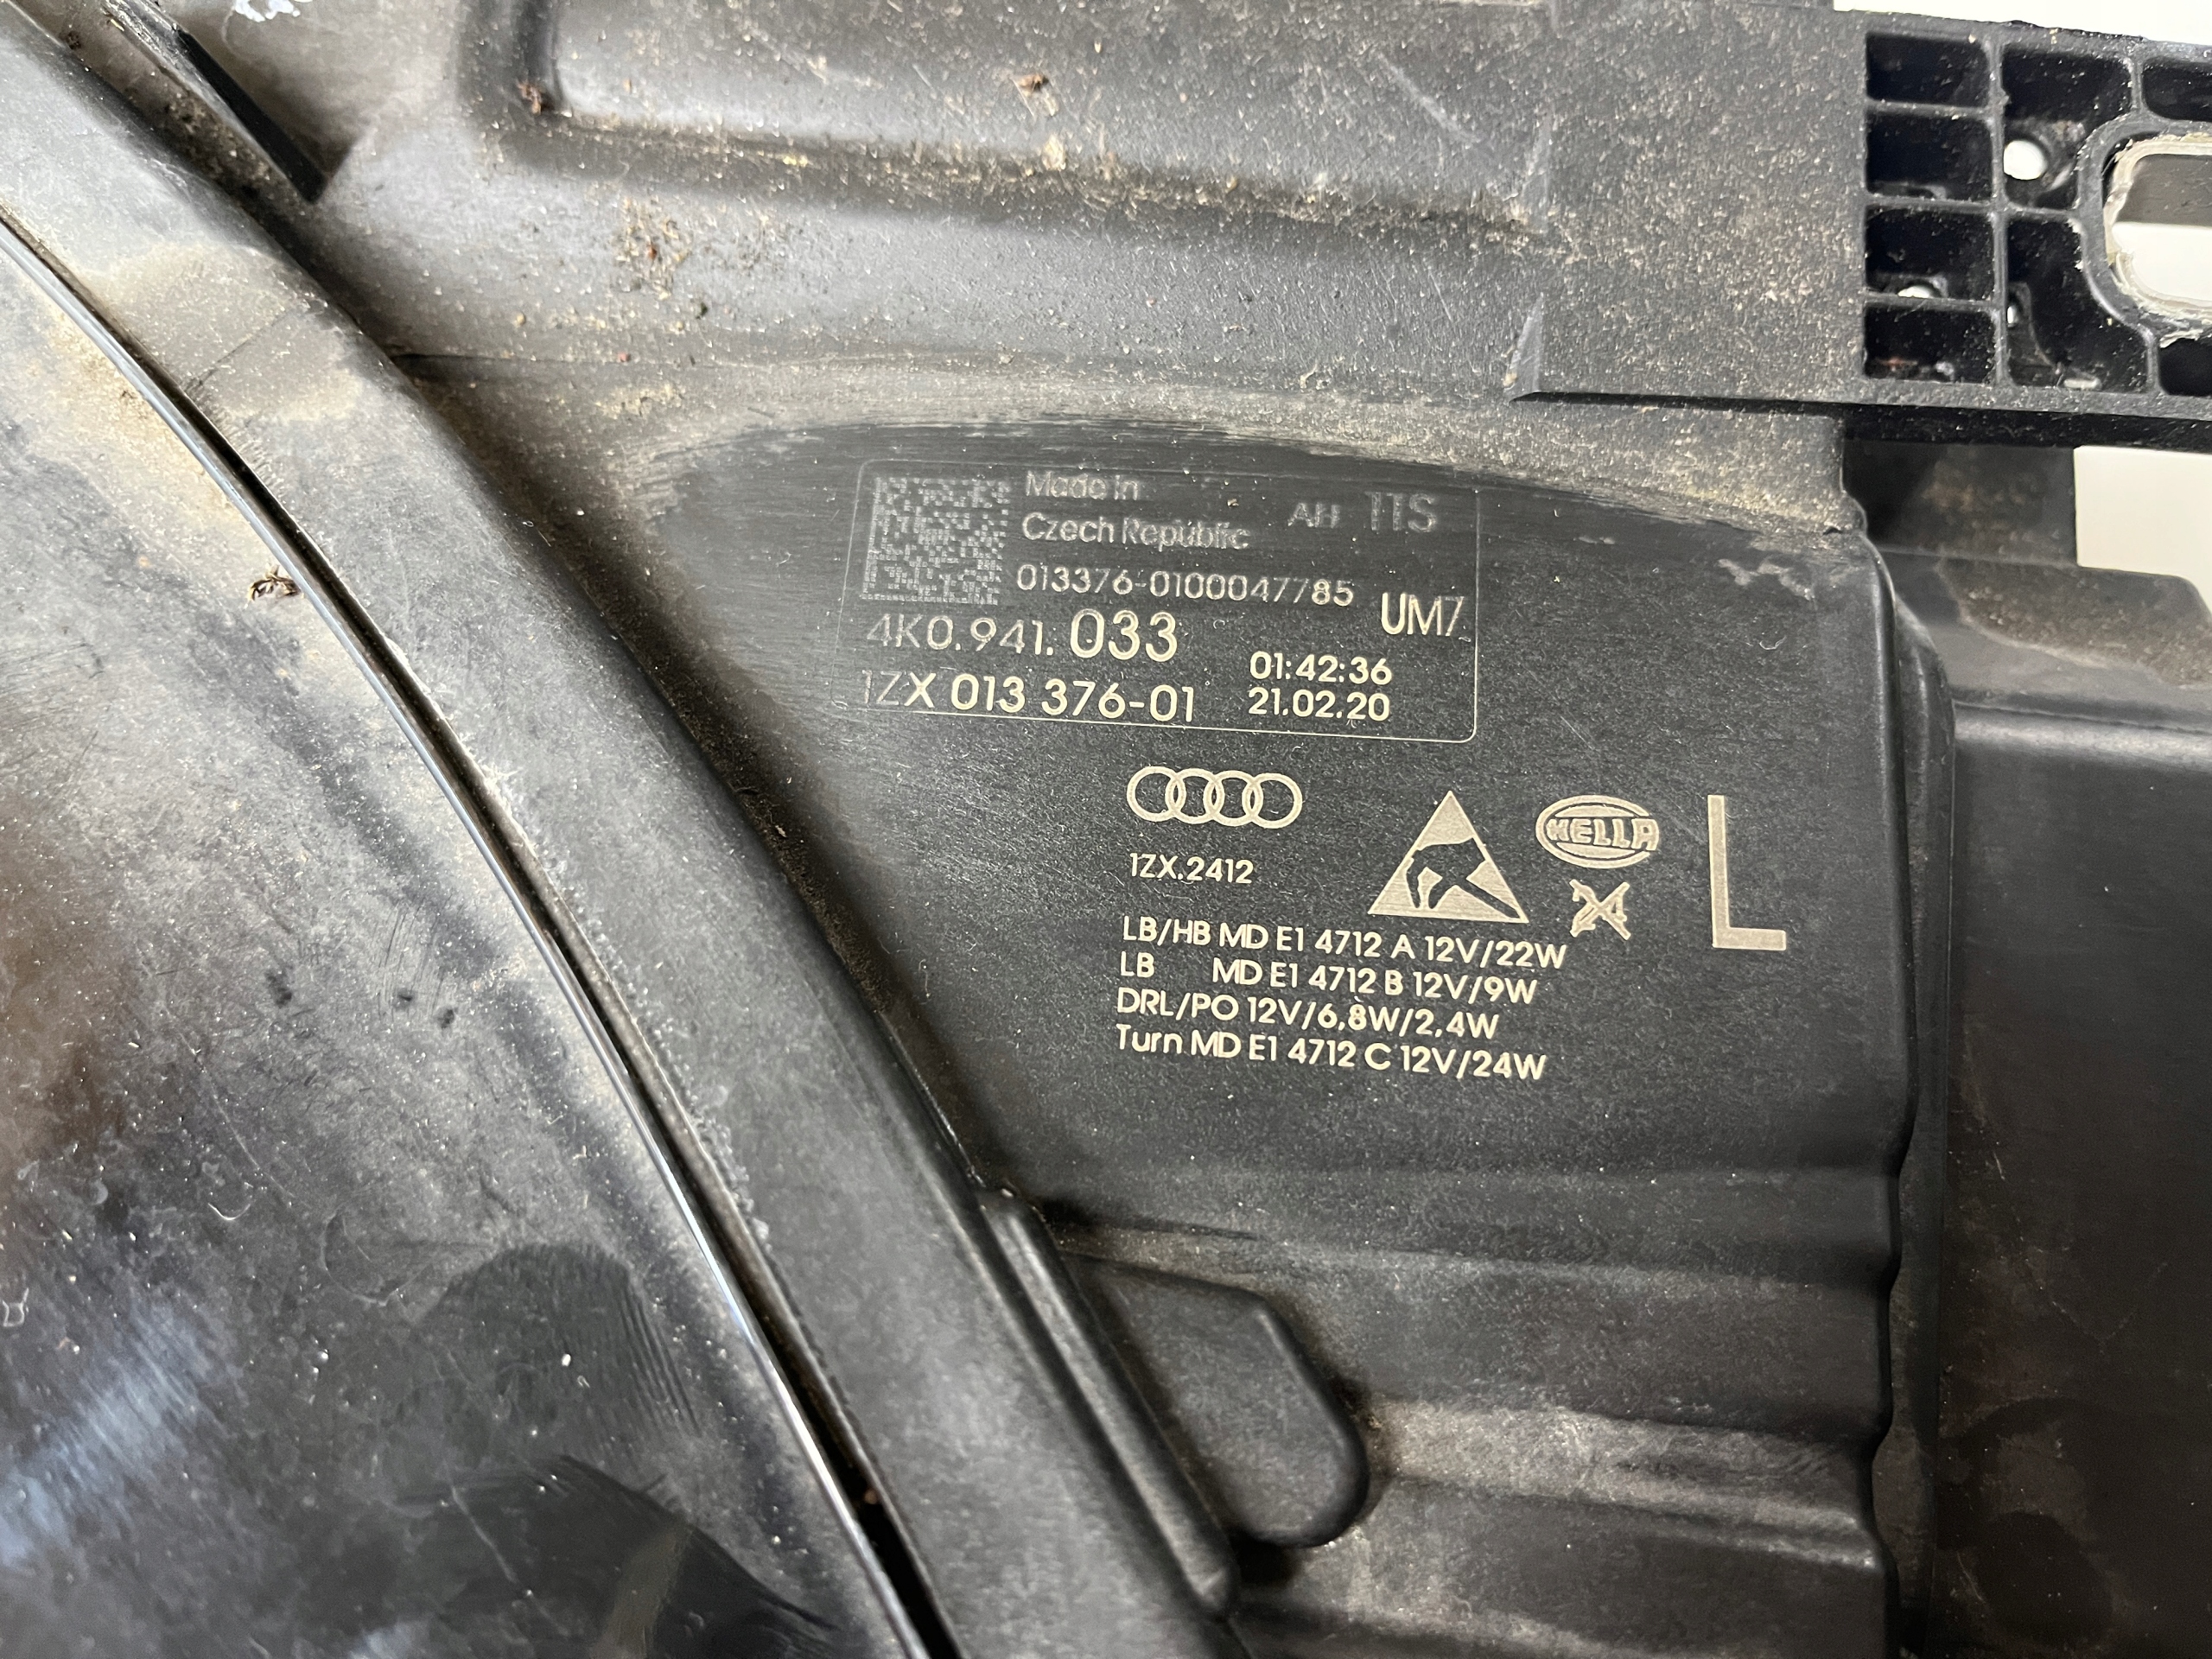 Made in
Czech Republic
AH 11S
013376-0100047785
UM7
4K0.941.033
01:42:36
1ZX 013 376-01
21.02.20
1ZX.2412
HELLA
L
LB/HB MD E1 4712 A 12V/22W
LB MD E1 4712 B 12V/9W
DRL/PO 12V/6,8W/2,4W
Turn MD E1 4712 C 12V/24W